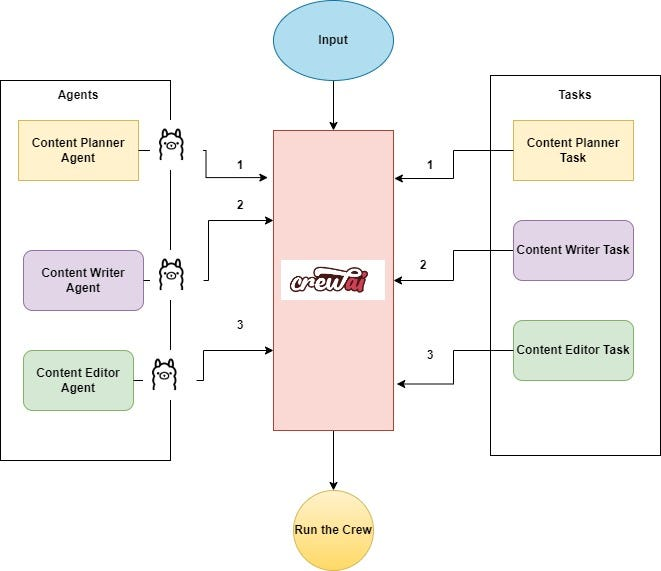 Input
Agents
Content Planner
Agent
Content Writer
Agent
Content Editor
Agent
1
2
3
crewai
Tasks
Content Planner
Task
Content Writer Task
Content Editor Task
1
2
3
Run the Crew